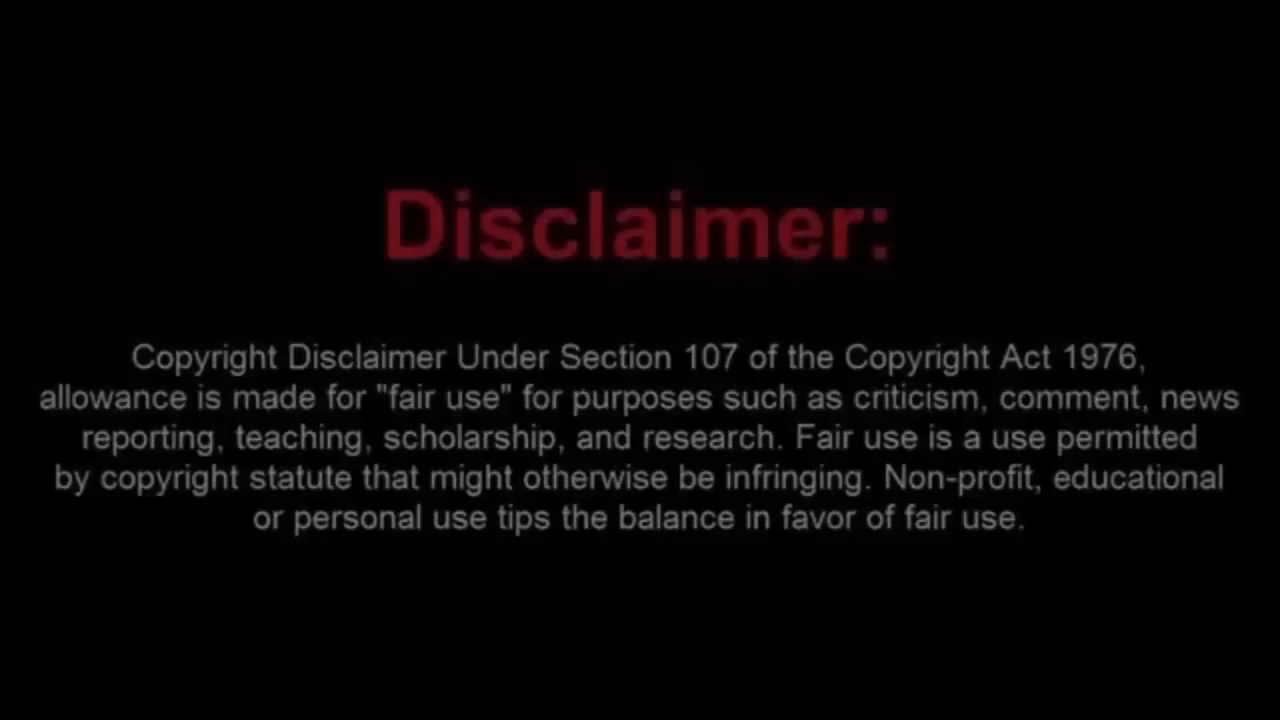 Disclaimer:
Copyright Disclaimer Under Section 107 of the Copyright Act 1976,
allowance is made for "fair use" for purposes such as criticism, comment, news
reporting, teaching, scholarship, and research. Fair use is a use permitted
by copyright statute that might otherwise be infringing. Non-profit, educational
or personal use tips the balance in favor of fair use.